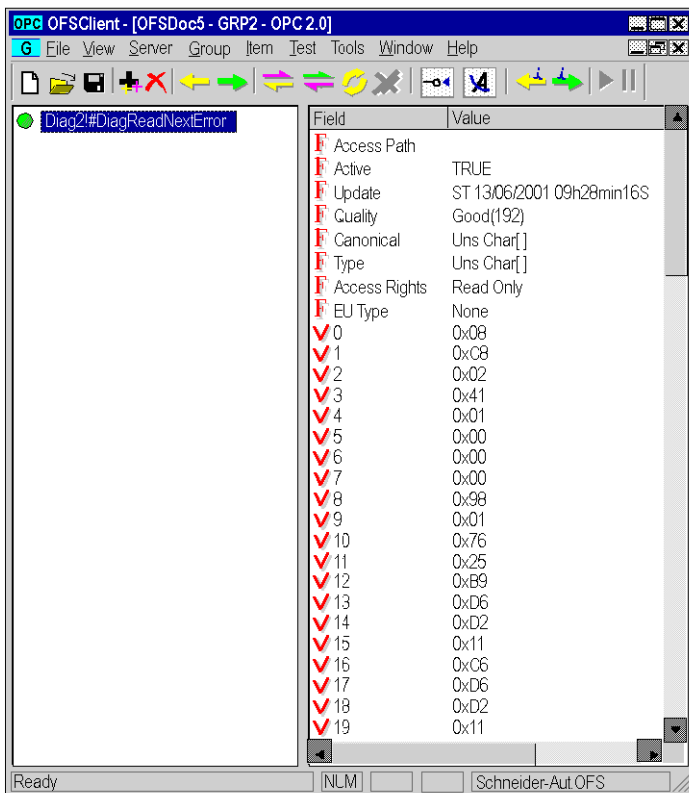 OPC OFSClient - [OFSDoc5 - GRP2 - OPC 2.0]
G File View Server Group Item Test Tools Window Help
Diag2!#DiagReadNextError
Field Value
F Access Path
F Active TRUE
F Update ST 13/06/2001 09h28min16S
F Quality Good(192)
F Canonical Uns Char[ ]
F Type Uns Char[ ]
F Access Rights Read Only
F EU Type None
0 0x08
1 0xC8
2 0x02
3 0x41
4 0x01
5 0x00
6 0x00
7 0x00
8 0x98
9 0x01
10 0x76
11 0x25
12 0xB9
13 0xD6
14 0xD2
15 0x11
16 0xC6
17 0xD6
18 0xD2
19 0x11
Ready NLM Schneider-Aut.OFS